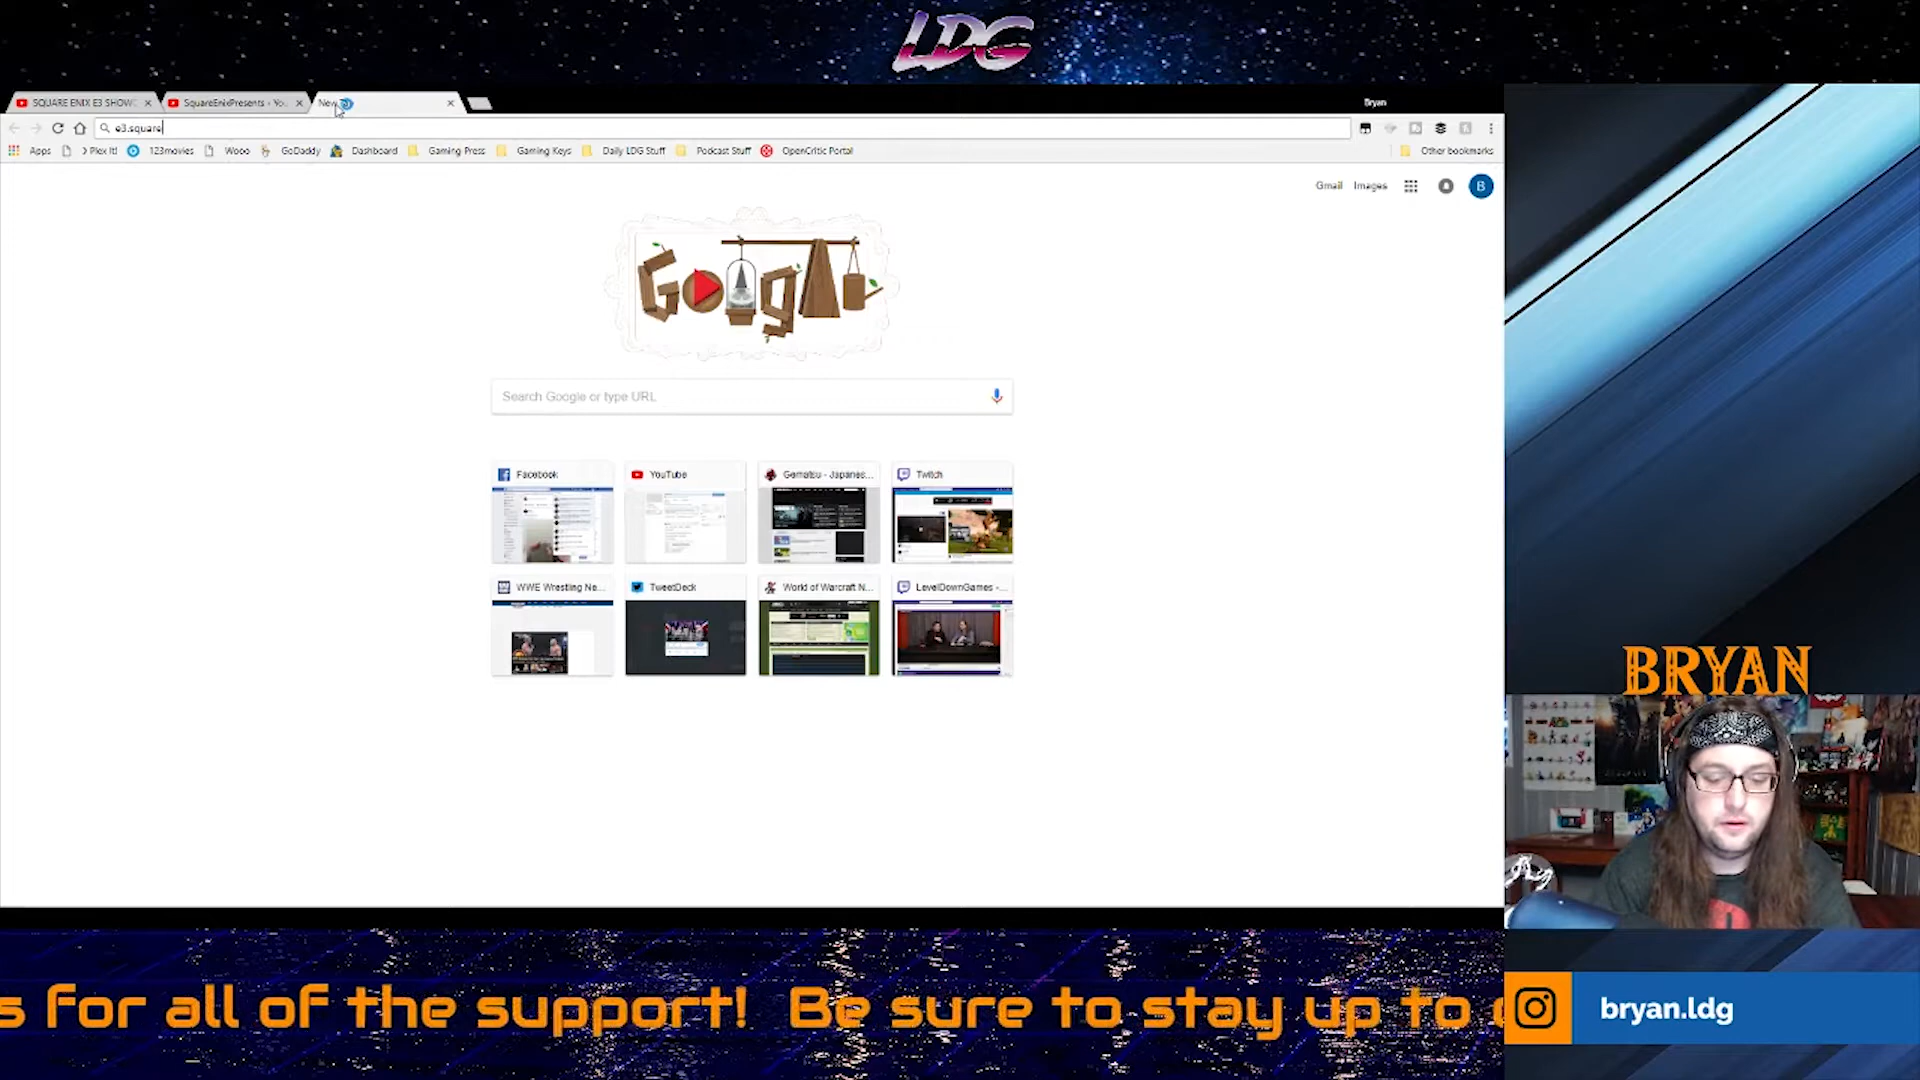 LDG
SQUARE ENIX E3 SHOWC
SquareEnixPresents - You
New
Bryan
e3.square
Apps
> Plex It!
123movies
Wooo
GoDaddy
Dashboard
Gaming Press
Gaming Keys
Daily LDG Stuff
Podcast Stuff
OpenCritic Portal
Other bookmarks
Gmail
Images
B
Search Google or type URL
Facebook
YouTube
Gematsu - Japanes...
Twitch
WWE Wrestling Ne...
TweetDeck
World of Warcraft N...
LevelDownGames -...
BRYAN
s for all of the support! Be sure to stay up to
bryan.ldg